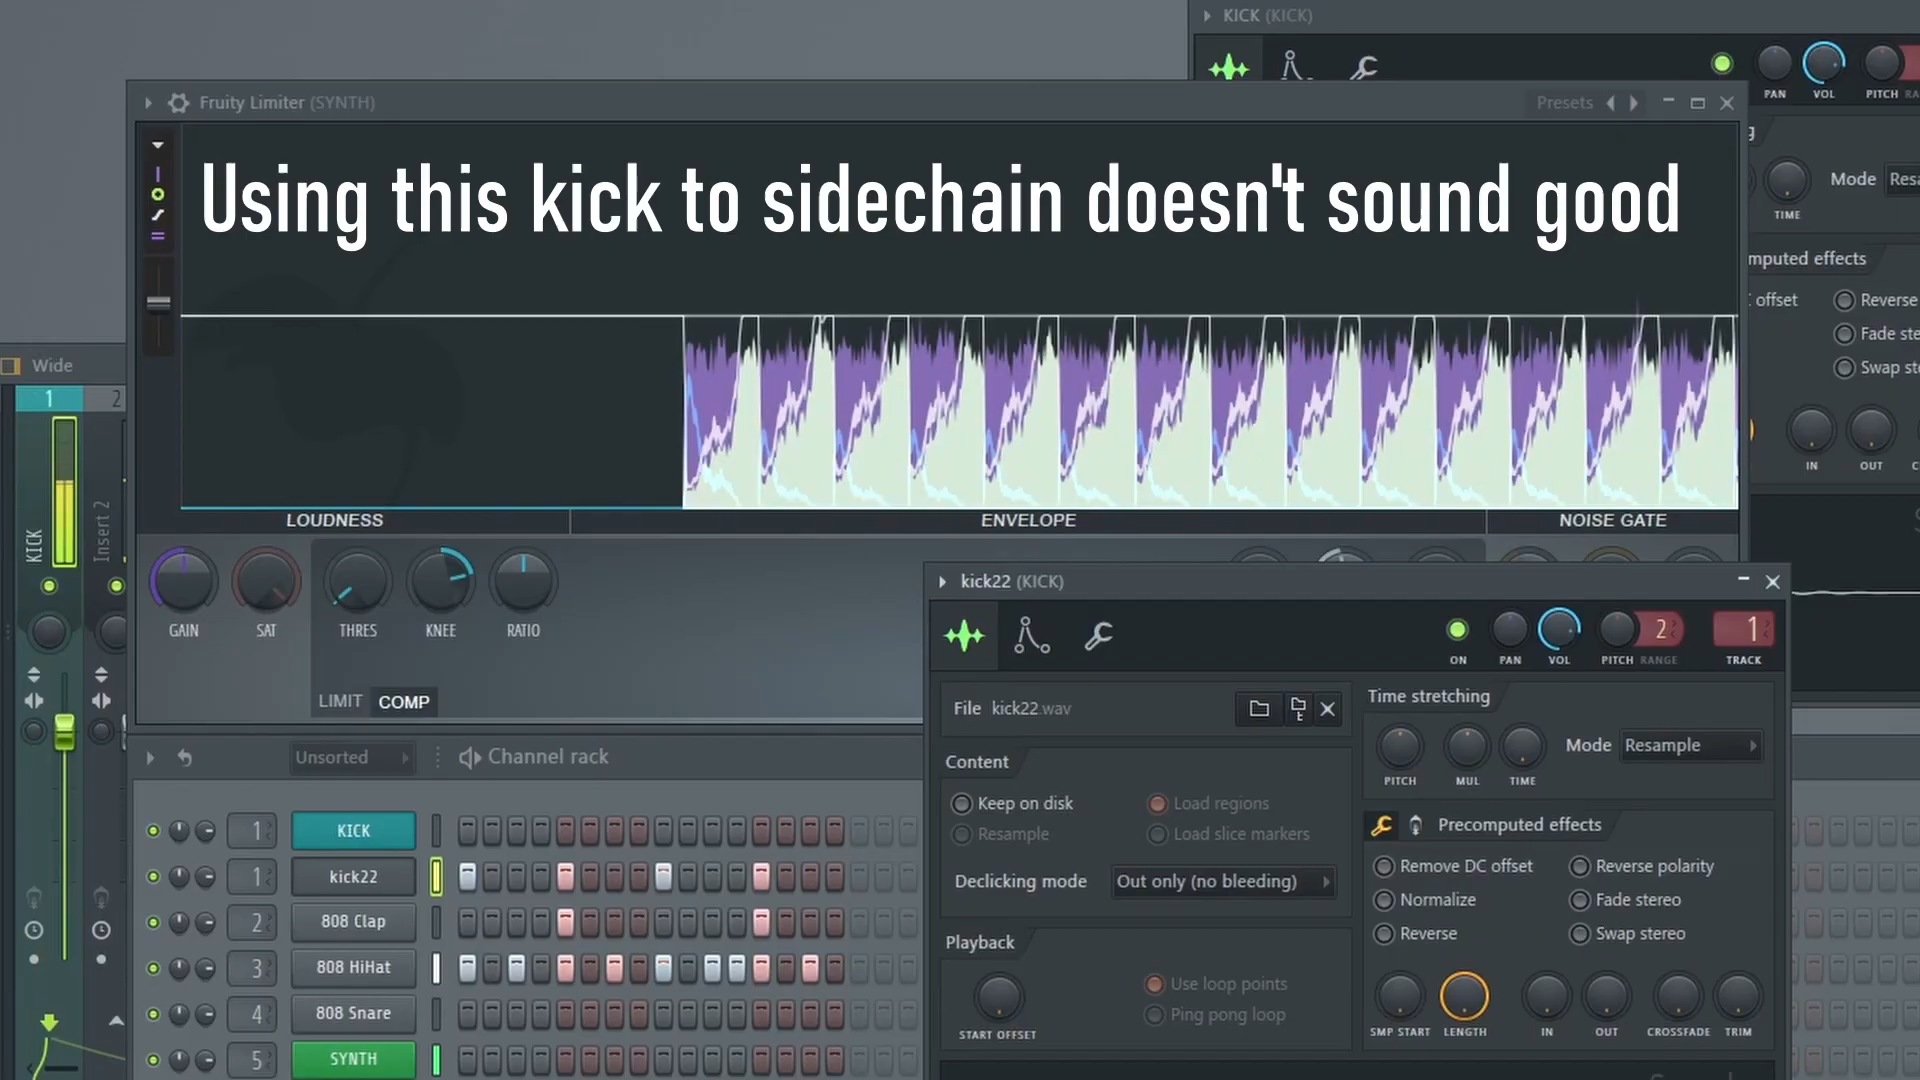 KICK (KICK)
PAN VOL PITCH
Fruity Limiter (SYNTH)
Presets
Using this kick to sidechain doesn't sound good
TIME
Mode
offset
Reverse
IN OUT
Wide
1 2
KICK
Insert 2
LOUDNESS ENVELOPE NOISE GATE
GAIN SAT THRES KNEE RATIO
LIMIT COMP
kick22 (KICK)
2 1
ON PAN VOL PITCH RANGE TRACK
File kick22.wav
Time stretching
PITCH MUL TIME
Mode Resample
Content
Keep on disk Load regions
Resample Load slice markers
Declicking mode Out only (no bleeding)
Precomputed effects
Remove DC offset Reverse polarity
Normalize Fade stereo
Reverse Swap stereo
Playback
Use loop points
Ping pong loop
START OFFSET
SMP START LENGTH IN OUT CROSSFADE TRIM
Unsorted Channel rack
1 KICK
1 kick22
2 808 Clap
3 808 HiHat
4 808 Snare
5 SYNTH